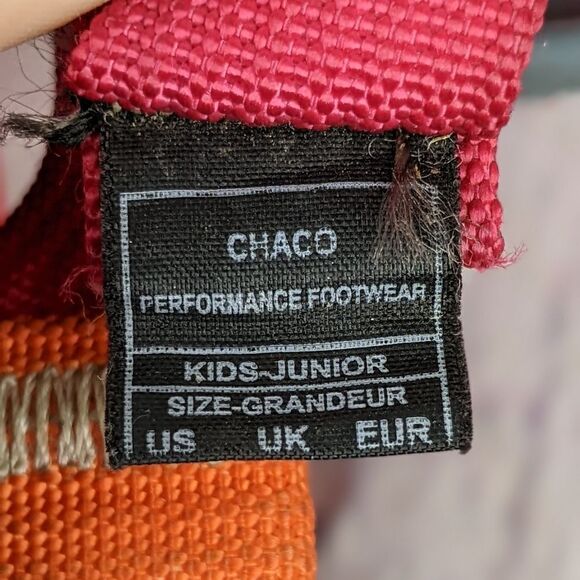 CHACO
PERFORMANCE FOOTWEAR
KIDS-JUNIOR
SIZE-GRANDEUR
US UK EUR